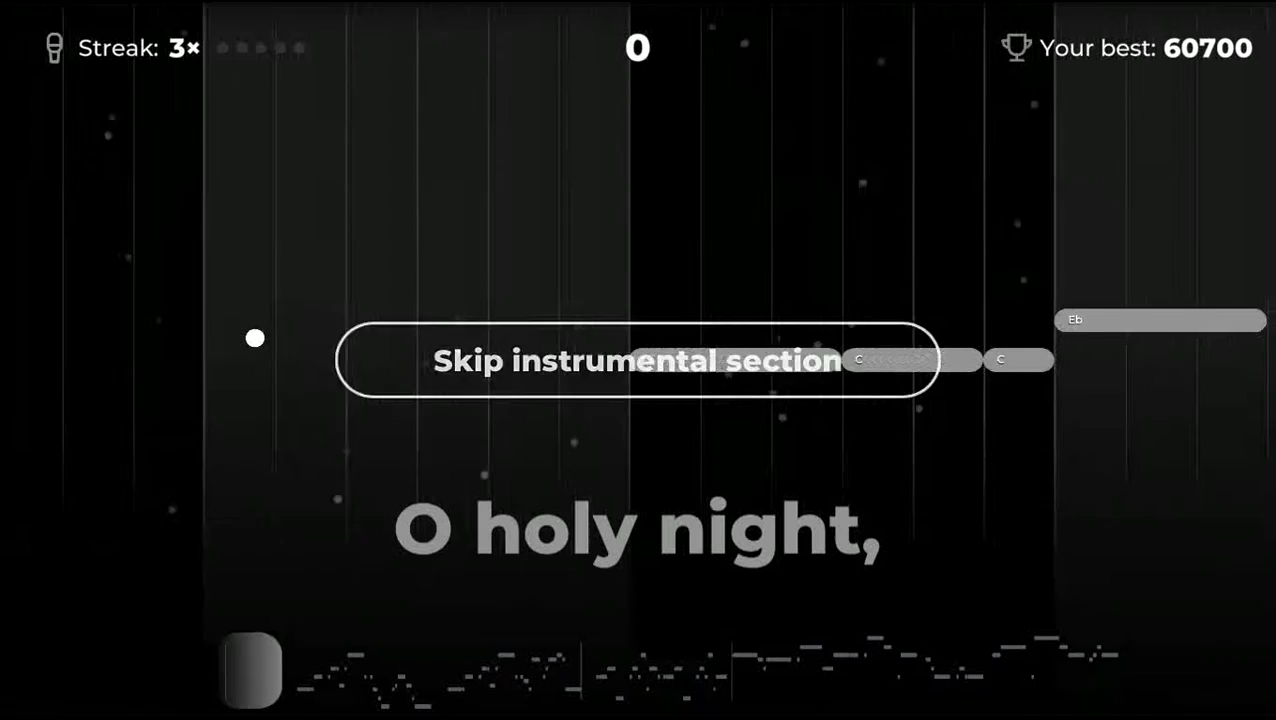 Streak: 3×
0
Your best: 60700
Eb
Skip instrumental section
C
C
O holy night,